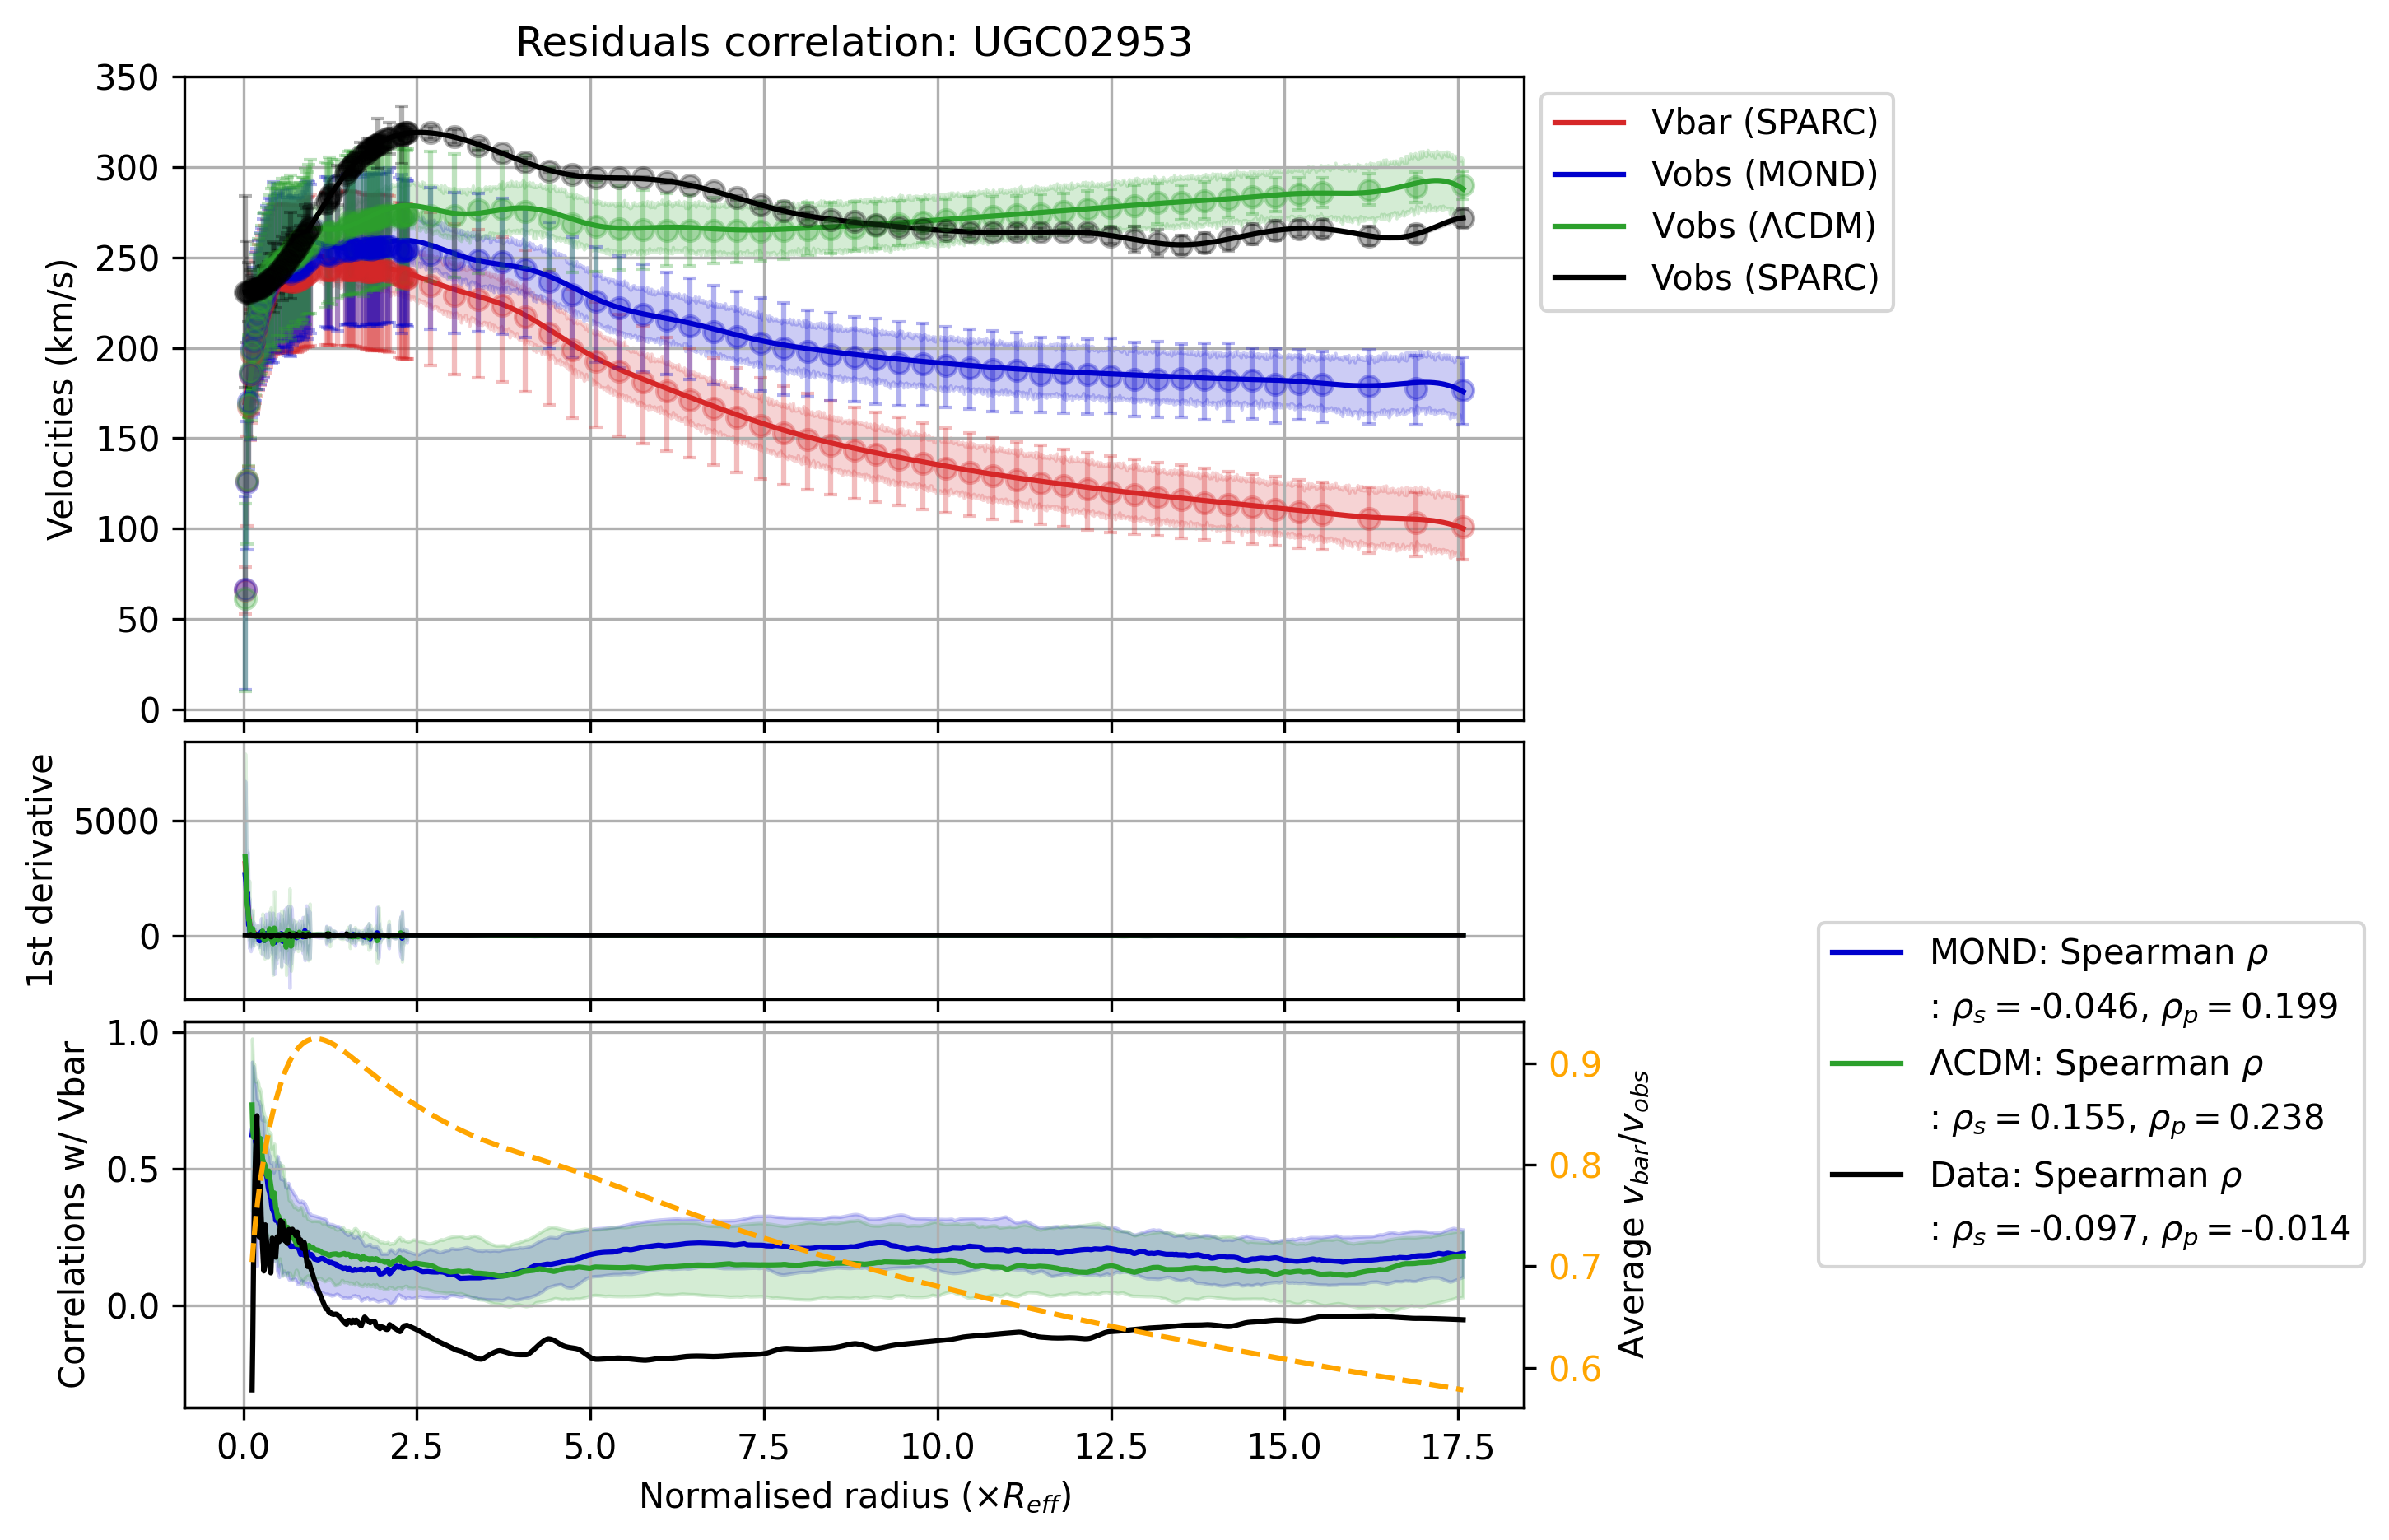 Residuals correlation: UGC02953
350
300
250
200
150
100
50
0
Velocities (km/s)
Vbar (SPARC)
Vobs (MOND)
Vobs (ΛCDM)
Vobs (SPARC)
5000
0
1st derivative
1.0
0.5
0.0
Correlations w/ Vbar
0.9
0.8
0.7
0.6
Average v_bar/v_obs
MOND: Spearman ρ
: ρ_s = -0.046, ρ_p = 0.199
ΛCDM: Spearman ρ
: ρ_s = 0.155, ρ_p = 0.238
Data: Spearman ρ
: ρ_s = -0.097, ρ_p = -0.014
0.0 2.5 5.0 7.5 10.0 12.5 15.0 17.5
Normalised radius (×R_eff)